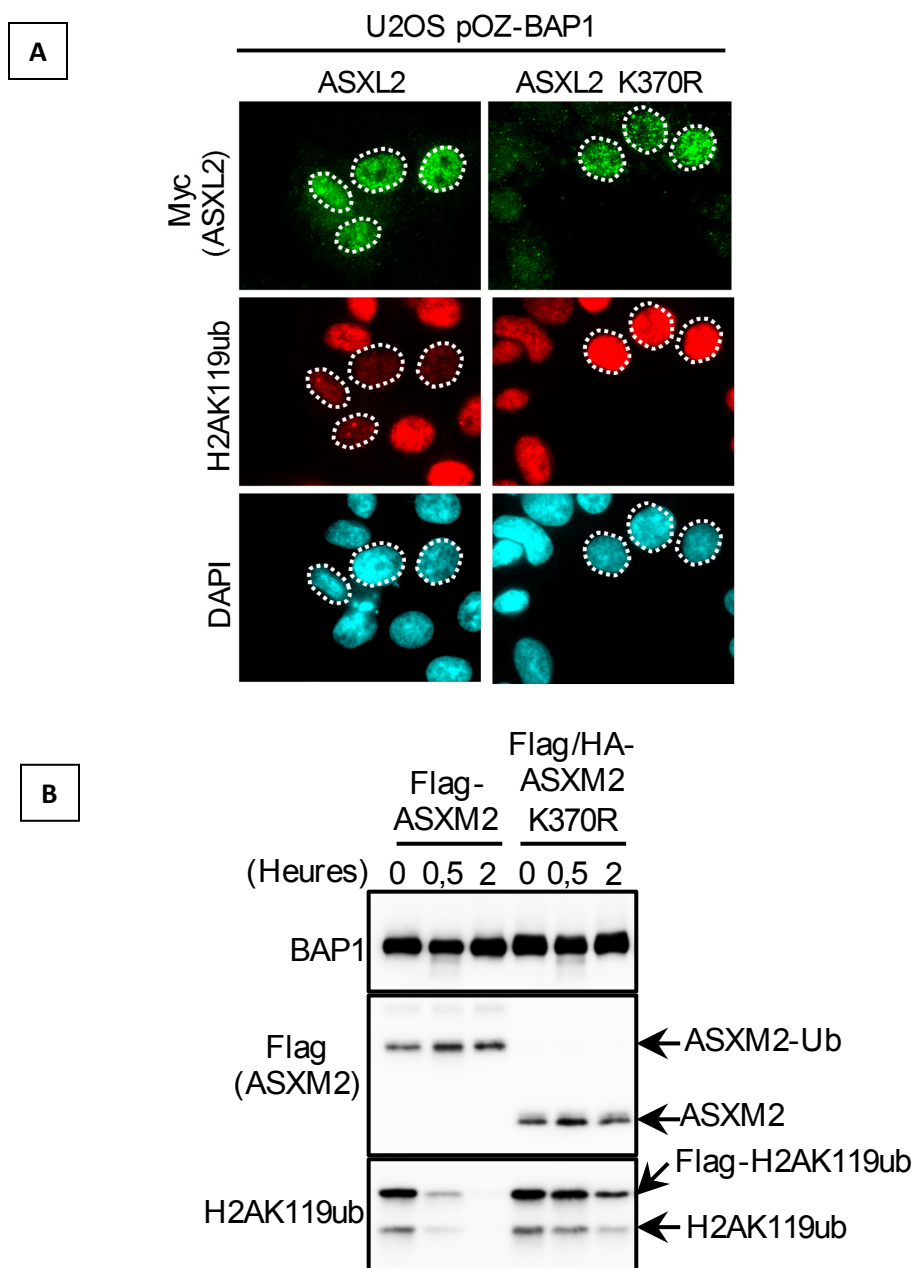 A
U2OS pOZ-BAP1
ASXL2
ASXL2 K370R
Myc
(ASXL2)
H2AK119ub
DAPI
B
Flag-
ASXM2
Flag/HA-
ASXM2
K370R
(Heures) 0 0,5 2 0 0,5 2
BAP1
Flag
(ASXM2)
ASXM2-Ub
ASXM2
Flag-H2AK119ub
H2AK119ub
H2AK119ub